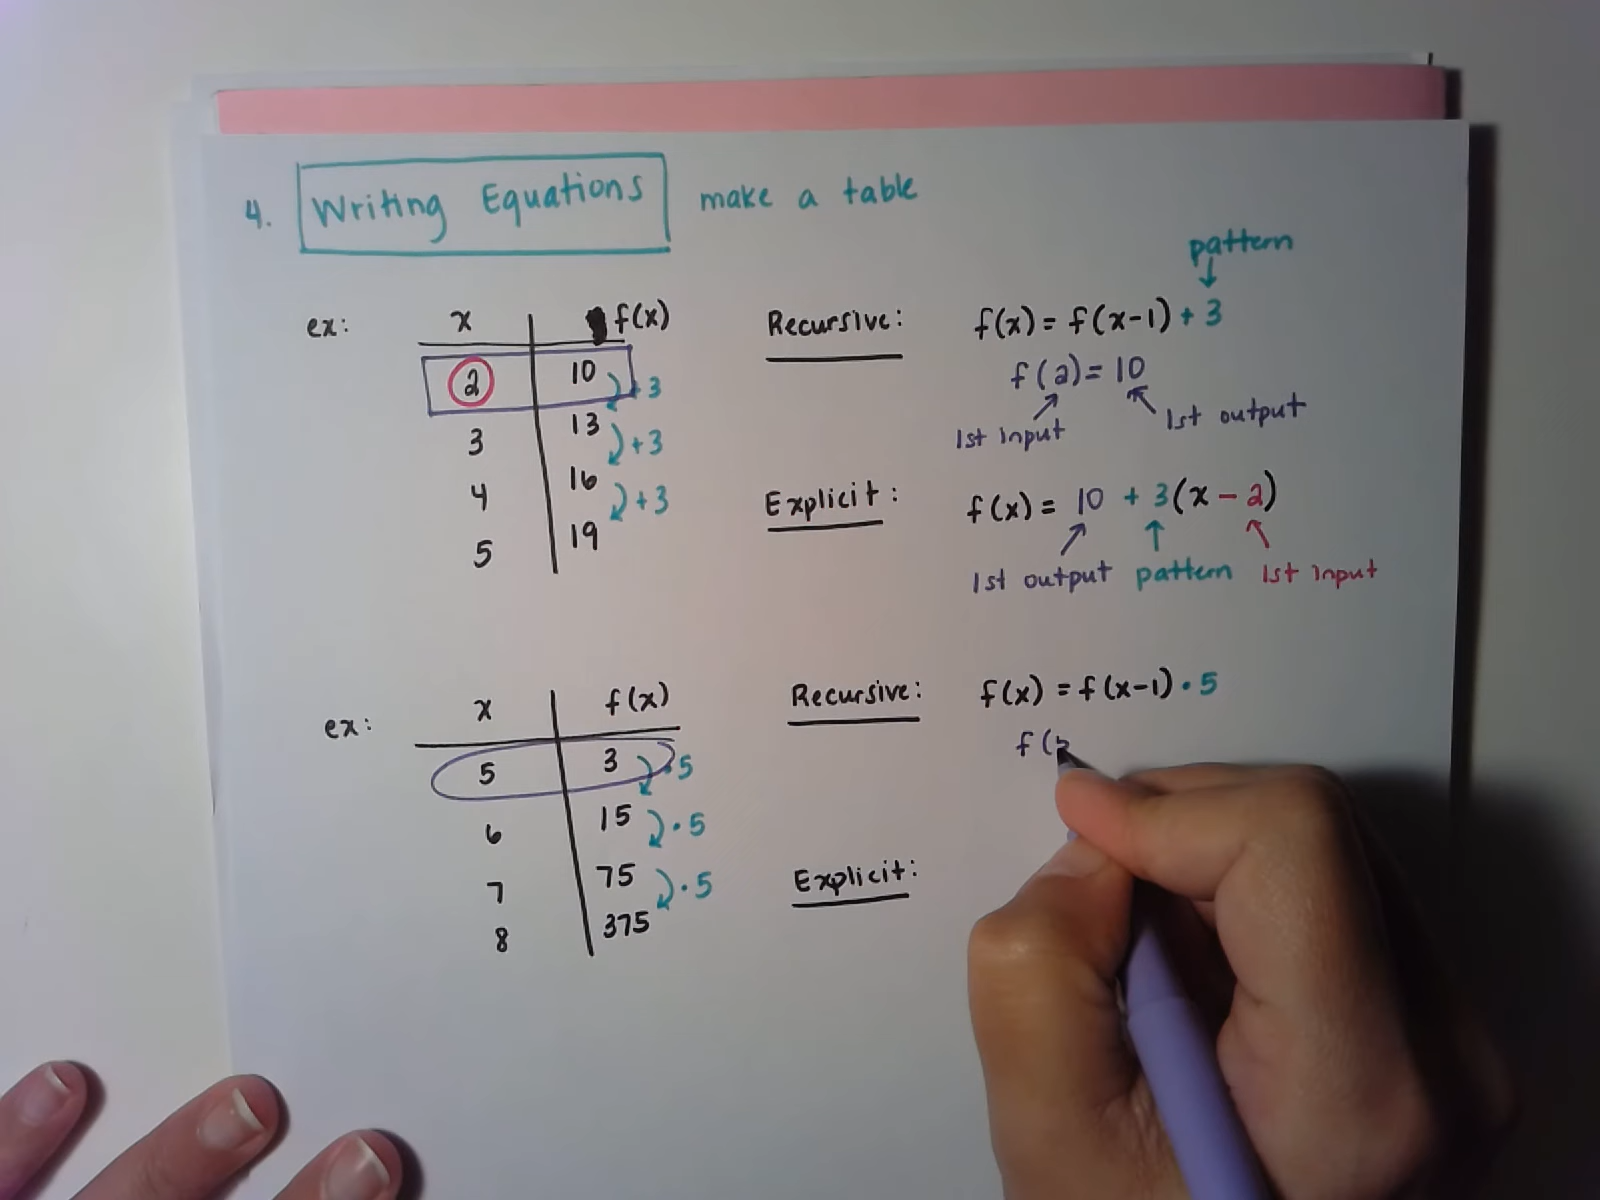 4. Writing Equations make a table
pattern
ex: x f(x) Recursive: f(x) = f(x-1) + 3
2 10 +3 f(2) = 10
3 13 +3 1st input 1st output
4 16 +3 Explicit: f(x) = 10 + 3(x - 2)
5 19 1st output pattern 1st input
ex: x f(x) Recursive: f(x) = f(x-1) • 5
5 3 • 5 f(
6 15 • 5
7 75 • 5 Explicit:
8 375